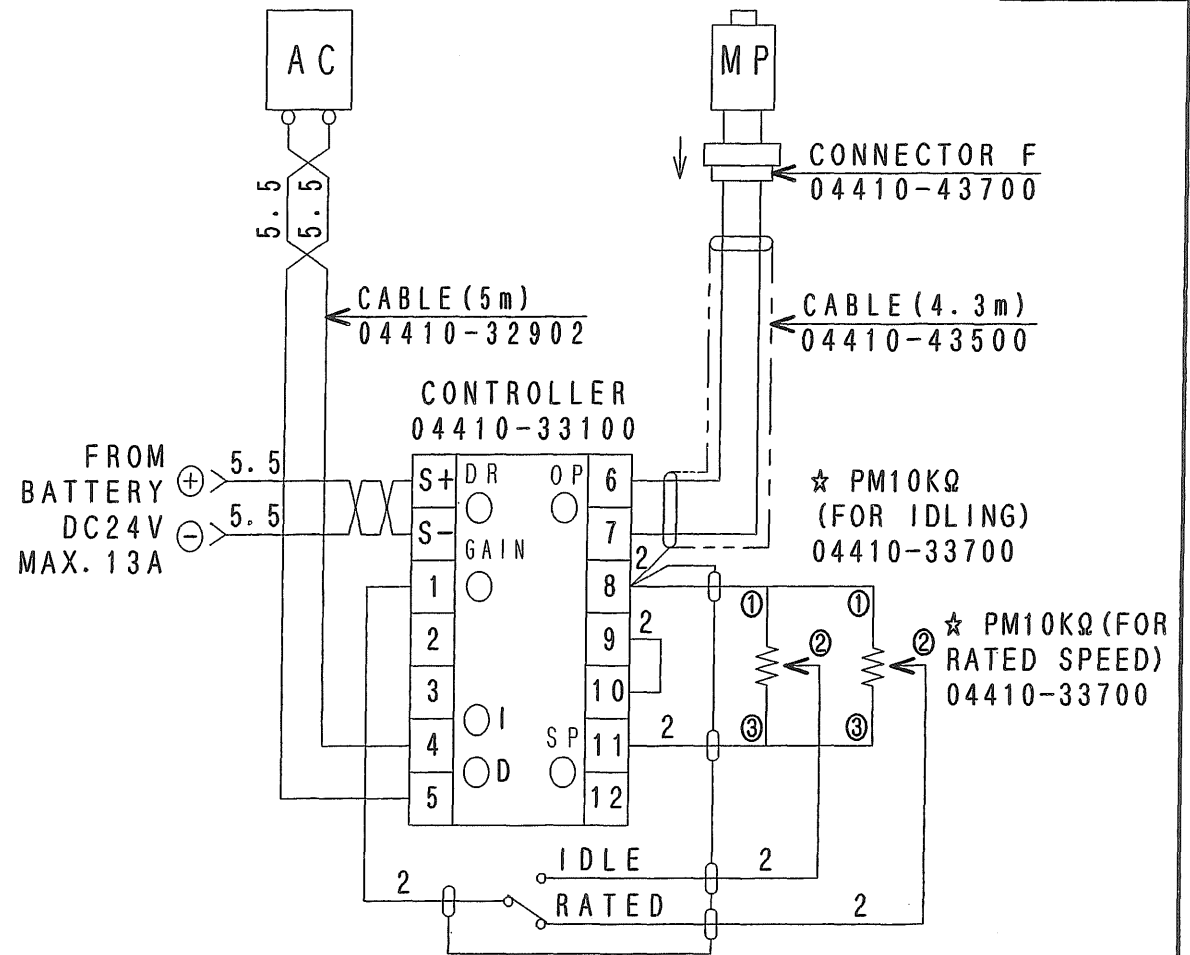 AC
MP
CONNECTOR F
04410-43700
5.5
5.5
CABLE(5m)
04410-32902
CABLE(4.3m)
04410-43500
CONTROLLER
04410-33100
FROM
BATTERY
DC24V
MAX.13A
+
5.5
-
5.5
S+
S-
1
2
3
4
5
DR
GAIN
I
D
OP
SP
6
7
8
9
10
11
12
2
2
2
☆ PM10KΩ
(FOR IDLING)
04410-33700
①
②
③
①
②
③
☆ PM10KΩ(FOR
RATED SPEED)
04410-33700
IDLE
2
2
RATED
2